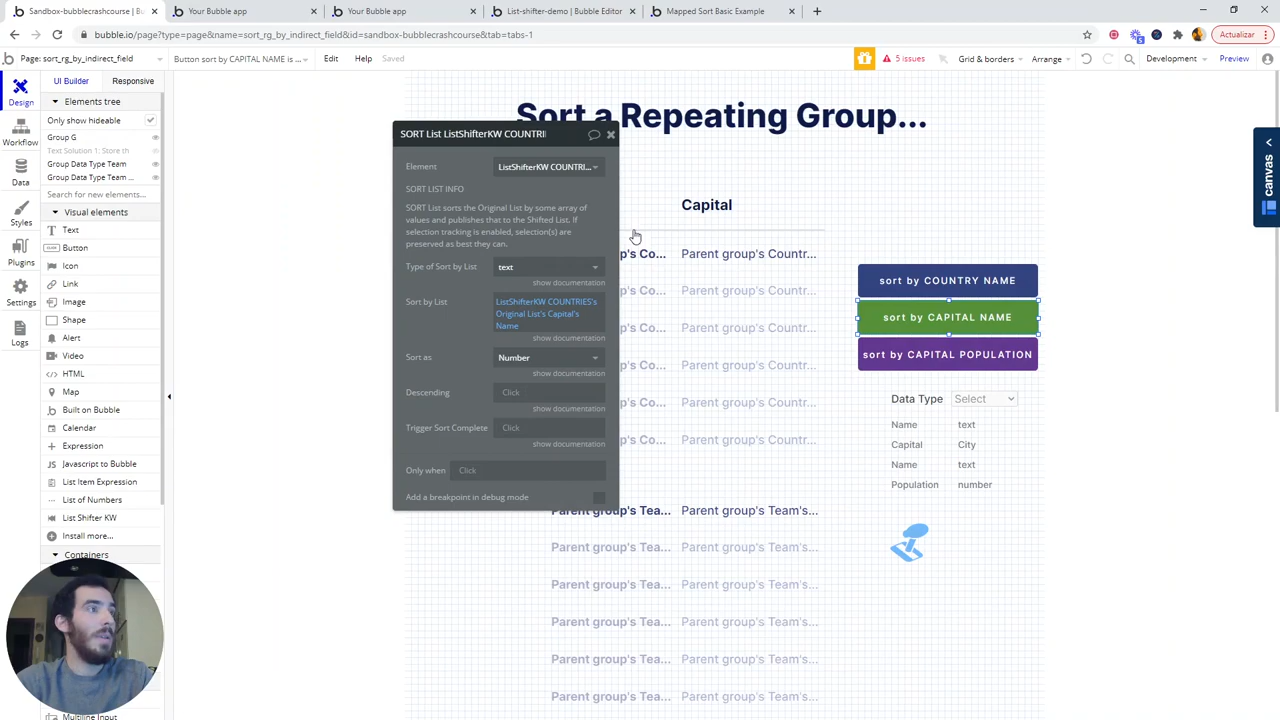 Sandbox-bubblecrashcourse | Bu
Your Bubble app
Your Bubble app
List-shifter-demo | Bubble Editor
Mapped Sort Basic Example
bubble.io/page?type=page&name=sort_rg_by_indirect_field&id=sandbox-bubblecrashcourse&tab=tabs-1
Actualizar
Page: sort_rg_by_indirect_field
Button sort by CAPITAL NAME is ...
Edit
Help
Saved
5 issues
Grid & borders
Arrange
Development
Preview
Design
Workflow
Data
Styles
Plugins
Settings
Logs
UI Builder
Responsive
Elements tree
Only show hideable
Group G
Text Solution 1: Store th
Group Data Type Team
Group Data Type Team ...
Search for new elements...
Visual elements
Text
Button
Icon
Link
Image
Shape
Alert
Video
HTML
Map
Built on Bubble
Calendar
Expression
Javascript to Bubble
List Item Expression
List of Numbers
List Shifter KW
Install more...
Containers
Multiline Input
Sort a Repeating Group...
SORT List ListShifterKW COUNTRI
Element
ListShifterKW COUNTRI...
SORT LIST INFO
SORT List sorts the Original List by some array
of values and publishes that to the Shifted List. If
selection tracking is enabled, selection(s) are
preserved as best they can.
Type of Sort by List
text
show documentation
Sort by List
ListShifterKW COUNTRIES's
Original List's Capital's
Name
show documentation
Sort as
Number
show documentation
Descending
Click
show documentation
Trigger Sort Complete
Click
show documentation
Only when
Click
Add a breakpoint in debug mode
Capital
's Co...
Parent group's Countr...
's Co...
Parent group's Countr...
's Co...
Parent group's Countr...
's Co...
Parent group's Countr...
's Co...
Parent group's Countr...
's Co...
Parent group's Countr...
Parent group's Tea...
Parent group's Team's...
Parent group's Tea...
Parent group's Team's...
Parent group's Tea...
Parent group's Team's...
Parent group's Tea...
Parent group's Team's...
Parent group's Tea...
Parent group's Team's...
Parent group's Tea...
Parent group's Team's...
sort by COUNTRY NAME
sort by CAPITAL NAME
sort by CAPITAL POPULATION
Data Type
Select
Name
text
Capital
City
Name
text
Population
number
canvas